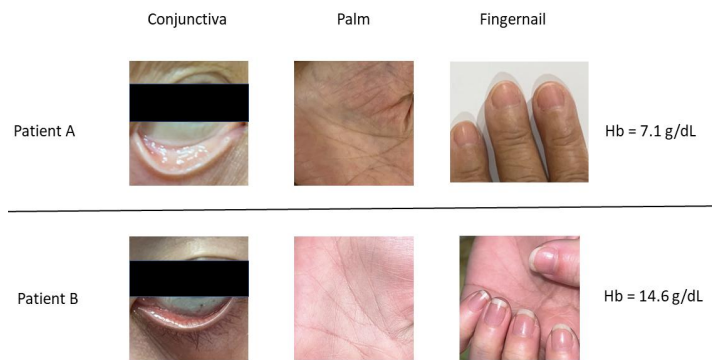 Conjunctiva Palm Fingernail
Patient A Hb = 7.1 g/dL
Patient B Hb = 14.6 g/dL